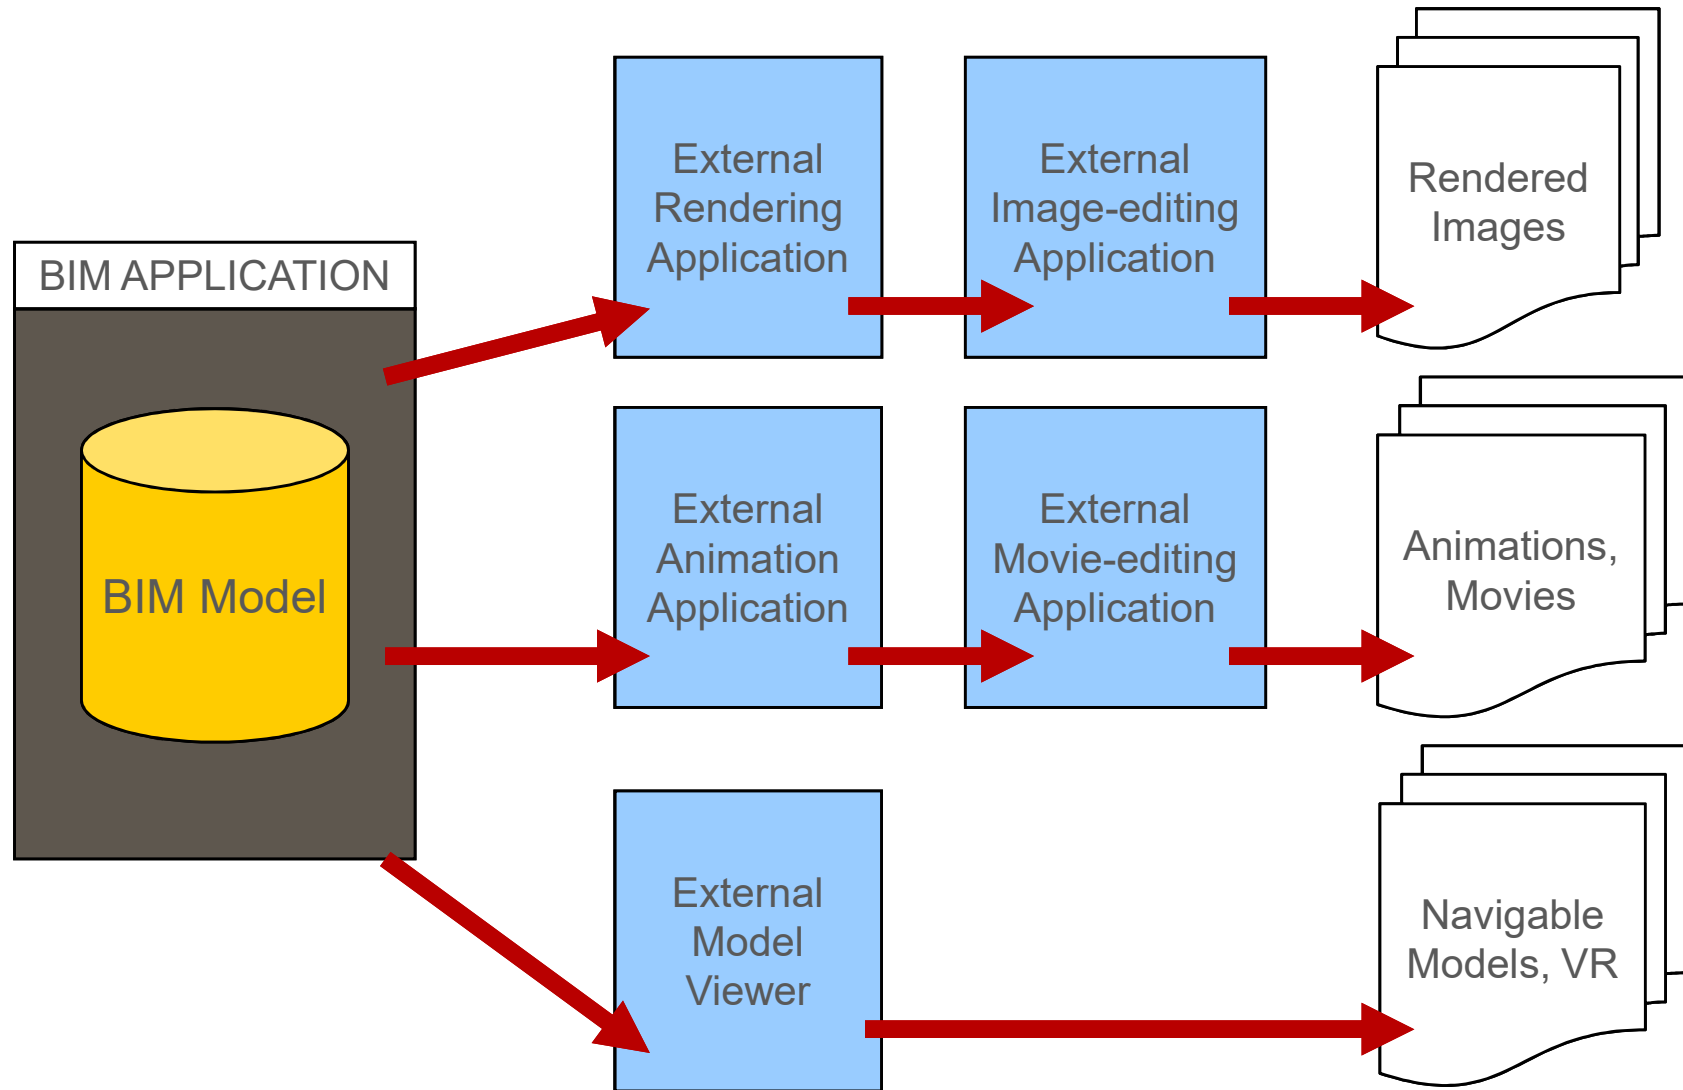 BIM APPLICATION
BIM Model
External
Rendering
Application
External
Image-editing
Application
Rendered
Images
External
Animation
Application
External
Movie-editing
Application
Animations,
Movies
External
Model
Viewer
Navigable
Models, VR